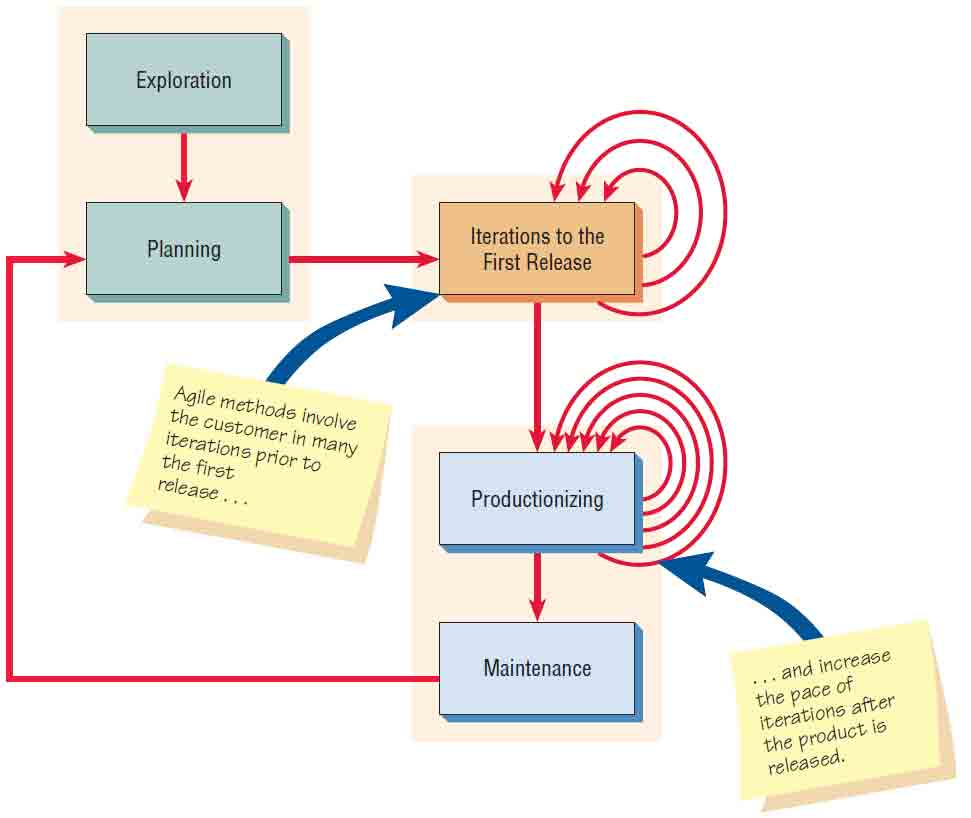 Exploration
Planning
Iterations to the
First Release
Agile methods involve
the customer in many
iterations prior to
the first
release . . .
Productionizing
Maintenance
. . . and increase
the pace of
iterations after
the product is
released.